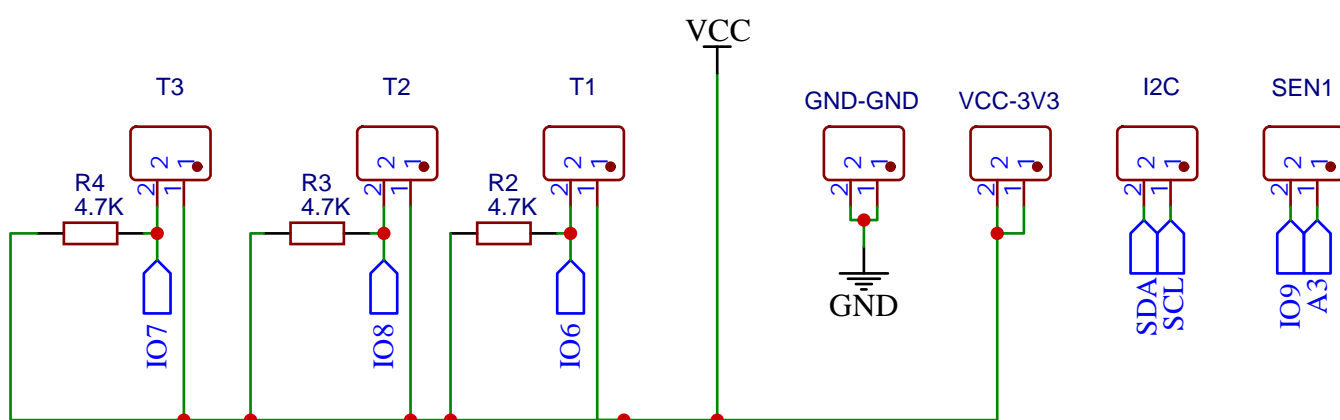 VCC
T3
T2
T1
GND-GND
VCC-3V3
I2C
SEN1
2 1
2 1
2 1
2 1
2 1
2 1
2 1
2 1
2 1
2 1
2 1
2 1
2 1
2 1
R4
4.7K
R3
4.7K
R2
4.7K
IO7
IO8
IO6
GND
SDA
SCL
IO9
A3